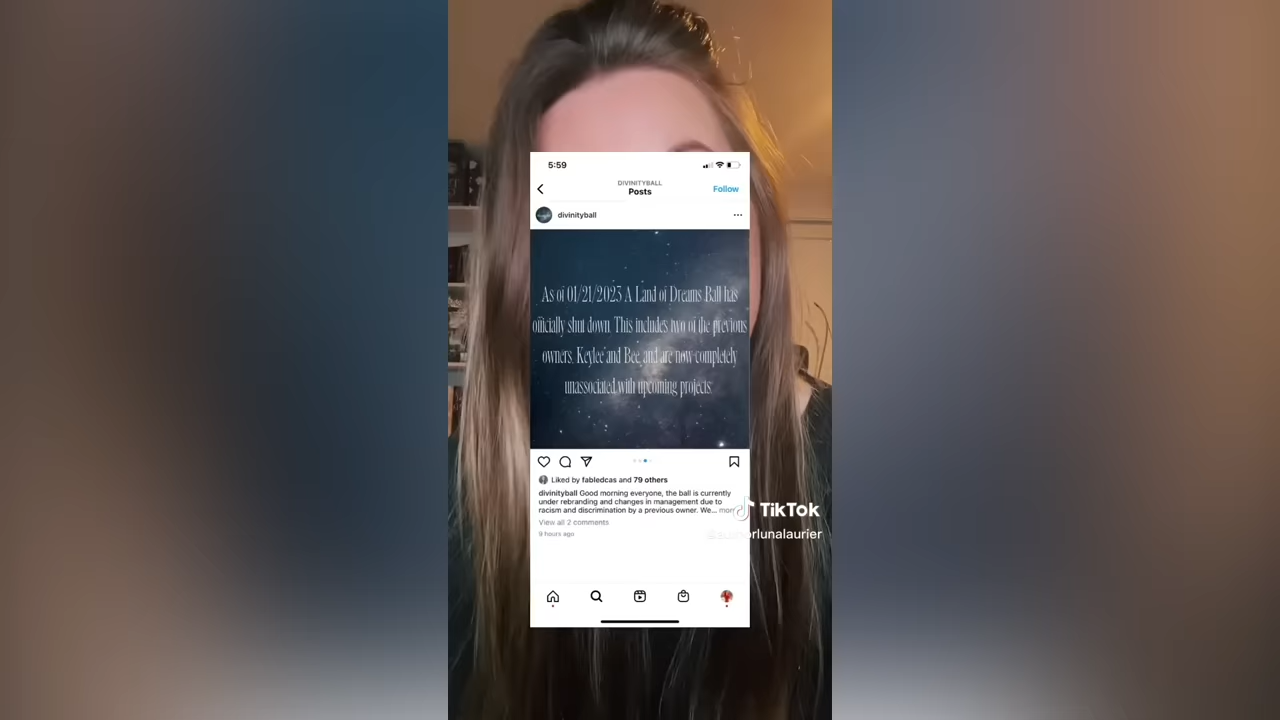 5:59
DIVINITYBALL
Posts
Follow
divinityball
As of 01/21/2023 A Land of Dreams Ball has
officially shut down. This includes two of the previous
owners, Keylee and Bee, and are now completely
unassociated with upcoming projects.
Liked by fabledcas and 79 others
divinityball Good morning everyone, the ball is currently
under rebranding and changes in management due to
racism and discrimination by a previous owner. We... more
View all 2 comments
9 hours ago
TikTok
@authorlunalaurier